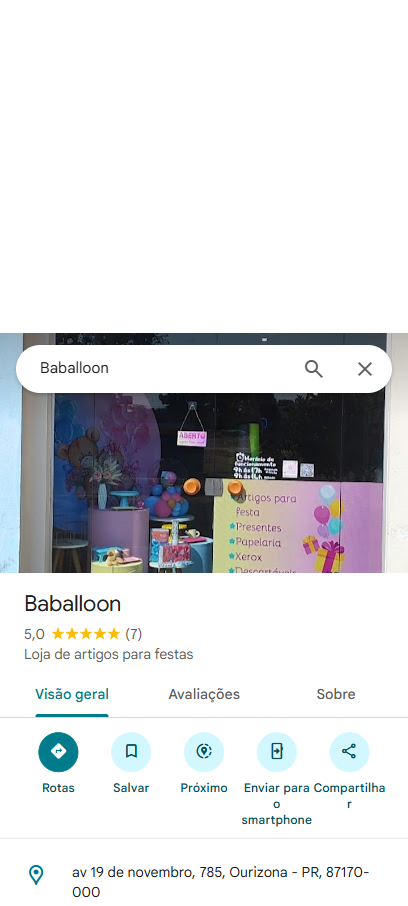 Baballoon
ABERTO
Horário de
funcionamento
Artigos para
festa
Presentes
Papelaria
Xerox
Descartáveis
Baballoon
5,0 ★★★★★ (7)
Loja de artigos para festas
Visão geral Avaliações Sobre
Rotas Salvar Próximo Enviar para o smartphone Compartilhar
av 19 de novembro, 785, Ourizona - PR, 87170-
000